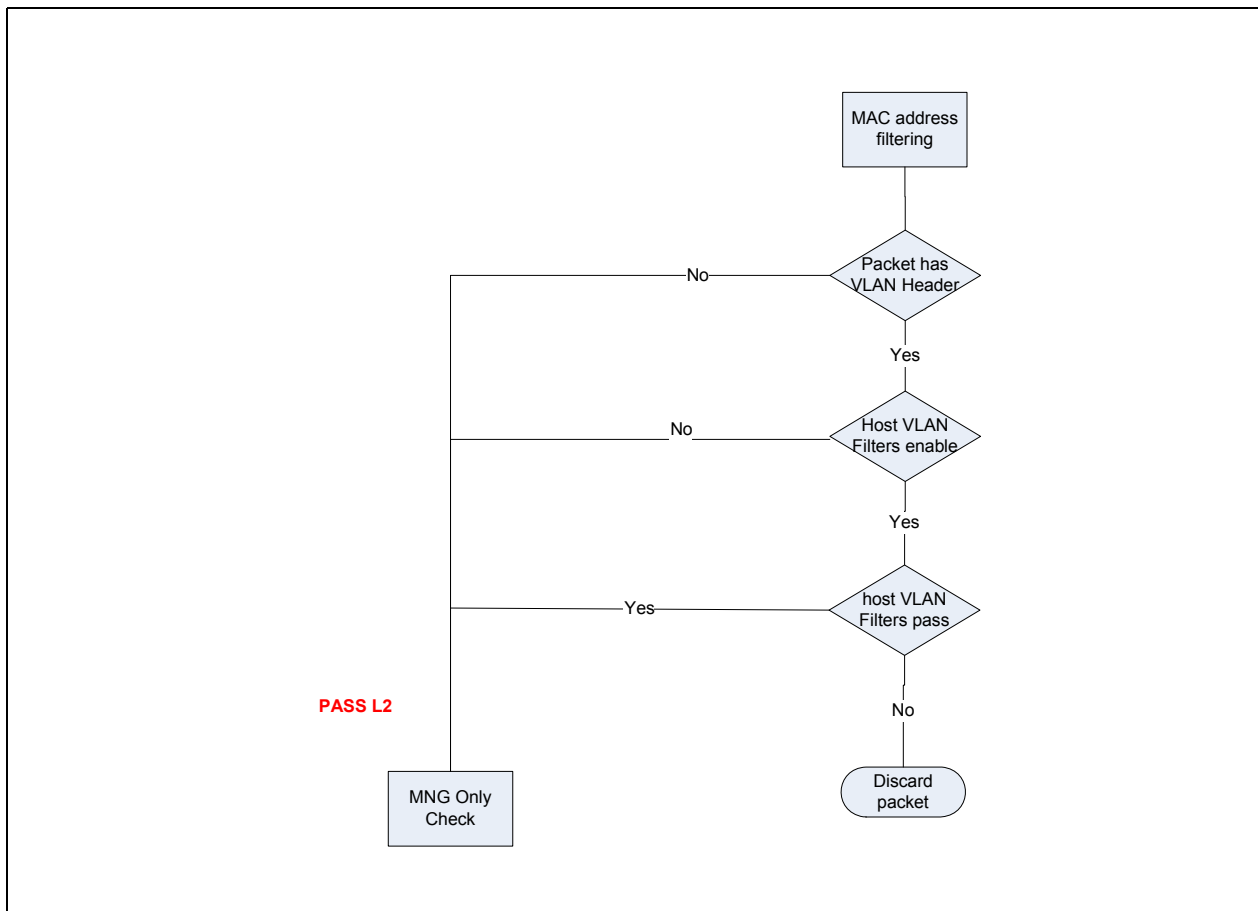 MAC address
filtering
Packet has
VLAN Header
No
Yes
Host VLAN
Filters enable
No
Yes
host VLAN
Filters pass
Yes
No
PASS L2
MNG Only
Check
Discard
packet